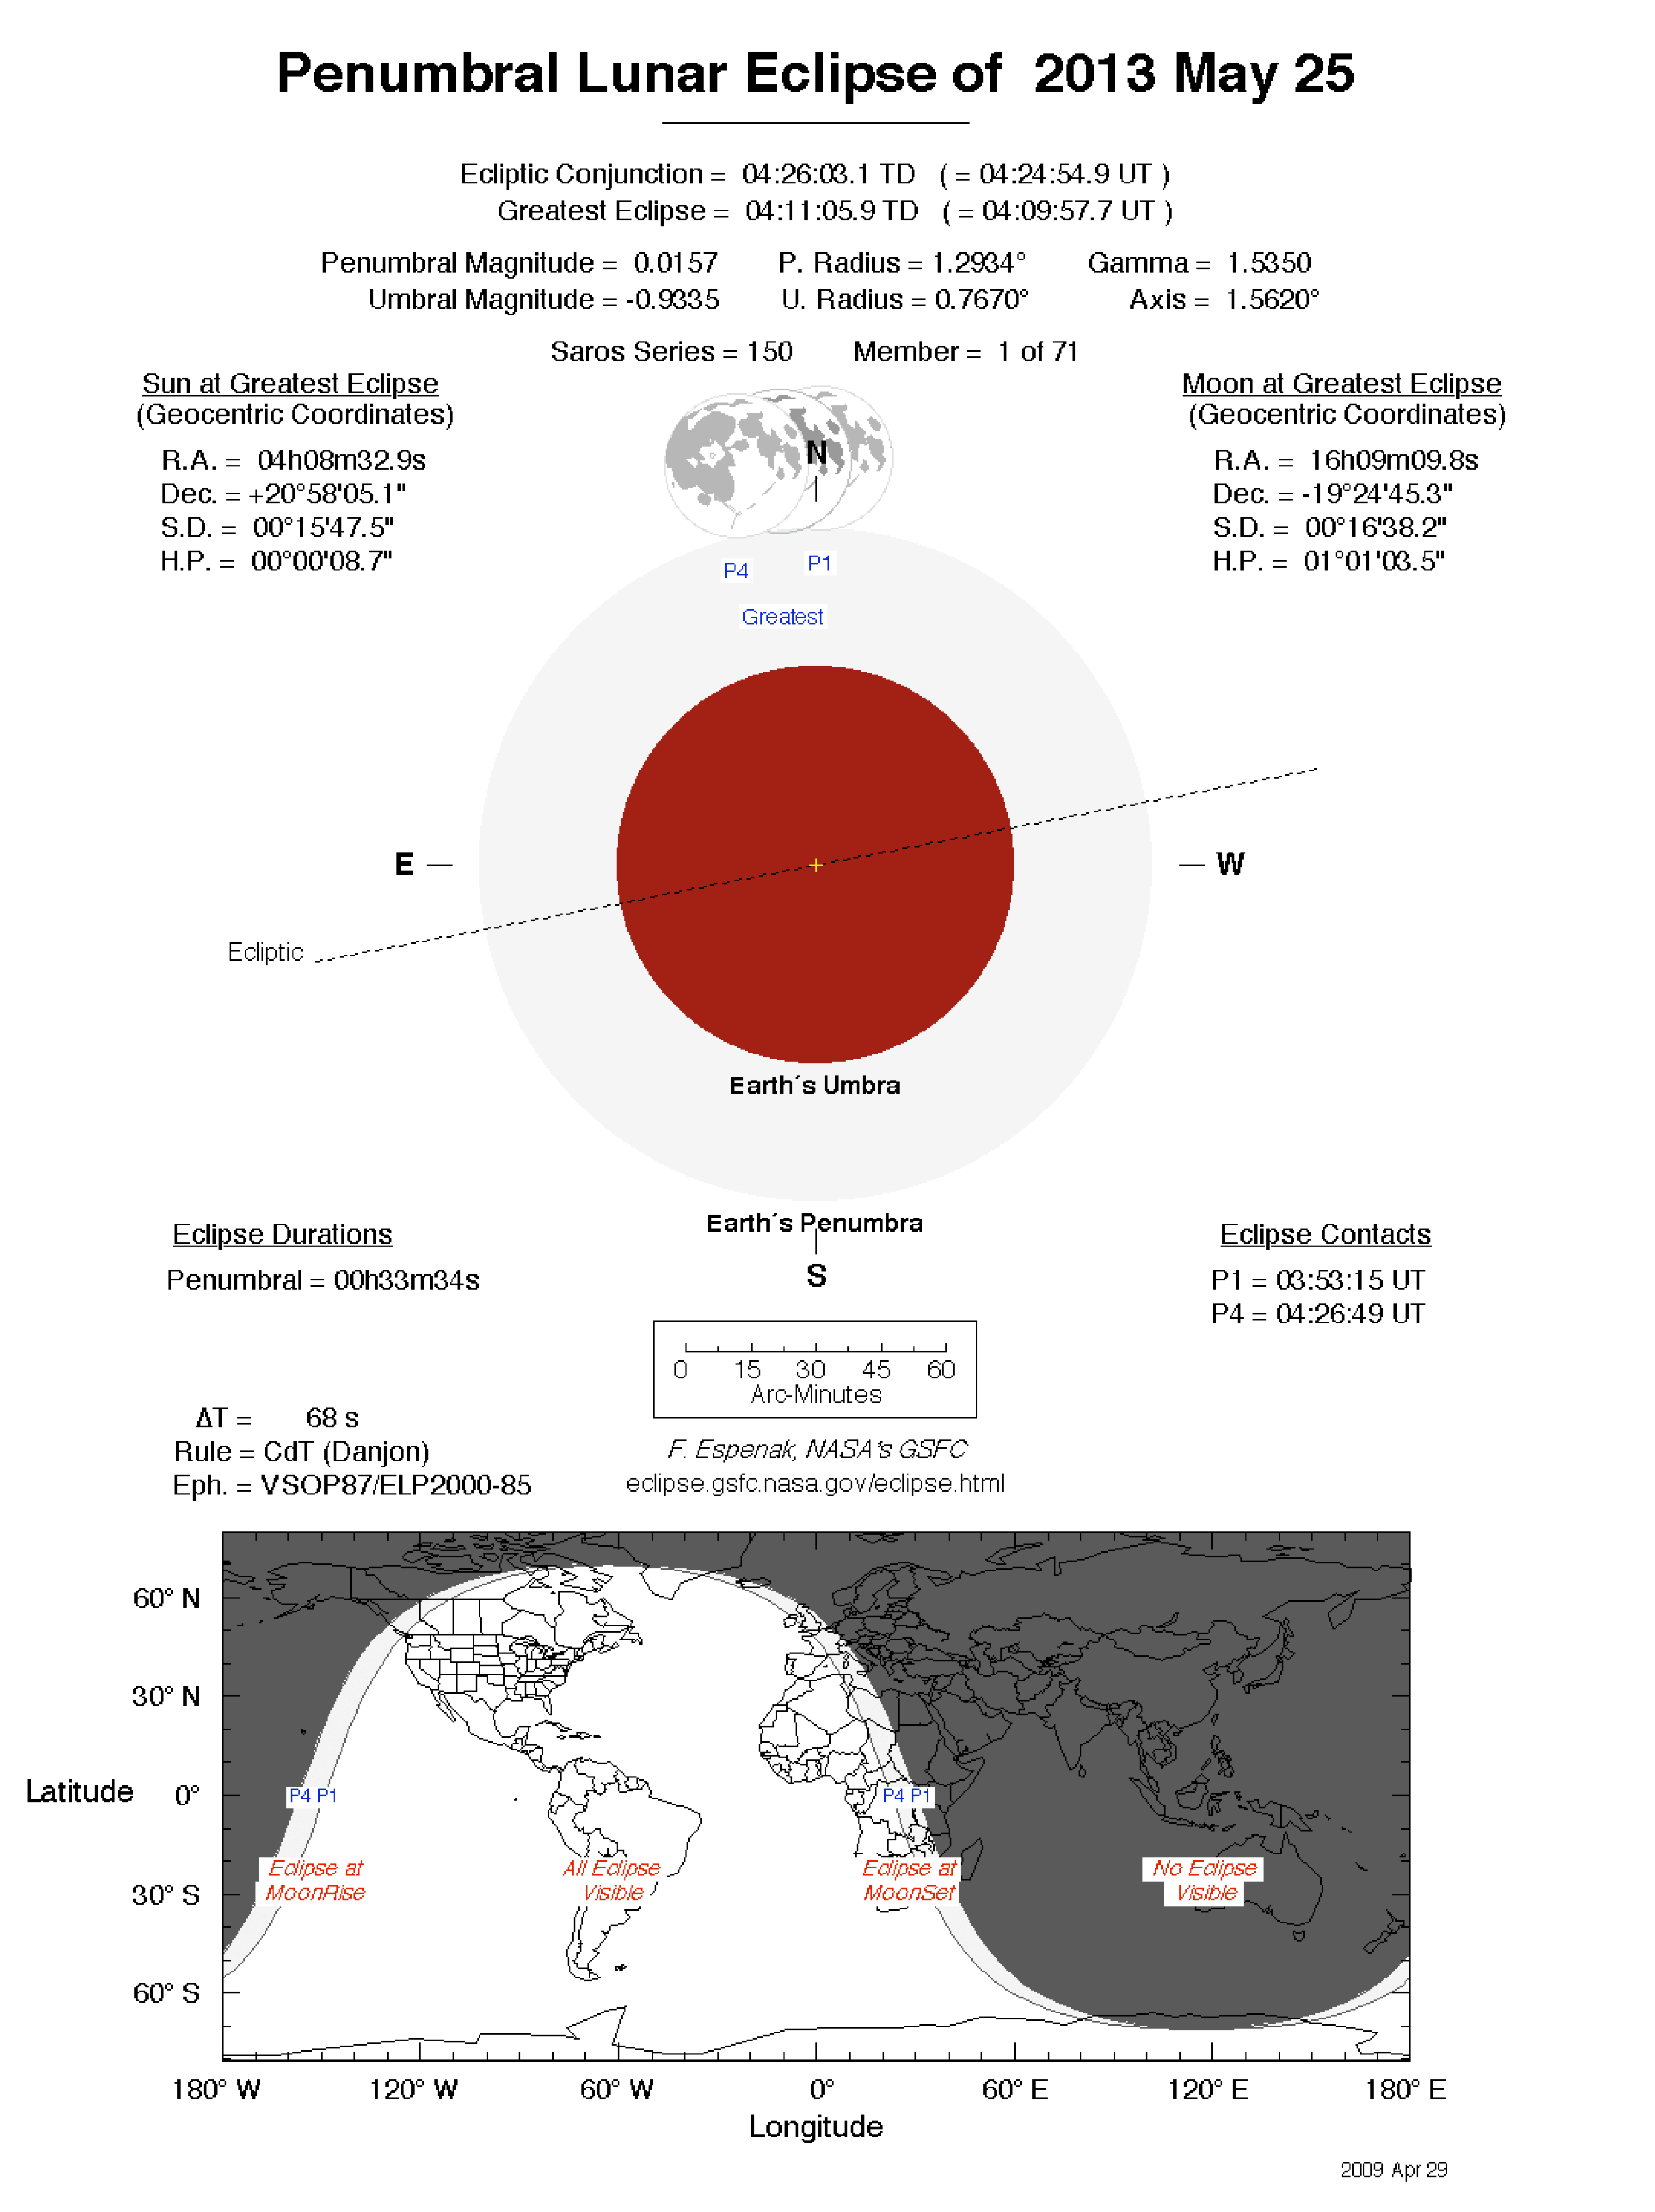 Penumbral Lunar Eclipse of 2013 May 25
Ecliptic Conjunction = 04:26:03.1 TD ( = 04:24:54.9 UT )
Greatest Eclipse = 04:11:05.9 TD ( = 04:09:57.7 UT )
Penumbral Magnitude = 0.0157 P. Radius = 1.2934° Gamma = 1.5350
Umbral Magnitude = -0.9335 U. Radius = 0.7670° Axis = 1.5620°
Saros Series = 150 Member = 1 of 71
Sun at Greatest Eclipse
(Geocentric Coordinates)
R.A. = 04h08m32.9s
Dec. = +20°58'05.1"
S.D. = 00°15'47.5"
H.P. = 00°00'08.7"
Moon at Greatest Eclipse
(Geocentric Coordinates)
R.A. = 16h09m09.8s
Dec. = -19°24'45.3"
S.D. = 00°16'38.2"
H.P. = 01°01'03.5"
N
P4 P1
Greatest
E W
Ecliptic
Earth´s Umbra
Earth´s Penumbra
S
Eclipse Durations
Penumbral = 00h33m34s
Eclipse Contacts
P1 = 03:53:15 UT
P4 = 04:26:49 UT
0 15 30 45 60
Arc-Minutes
ΔT = 68 s
Rule = CdT (Danjon)
Eph. = VSOP87/ELP2000-85
F. Espenak, NASA's GSFC
eclipse.gsfc.nasa.gov/eclipse.html
60° N
30° N
Latitude 0°
30° S
60° S
P4 P1 P4 P1
Eclipse at
MoonRise
All Eclipse
Visible
Eclipse at
MoonSet
No Eclipse
Visible
180° W 120° W 60° W 0° 60° E 120° E 180° E
Longitude
2009 Apr 29